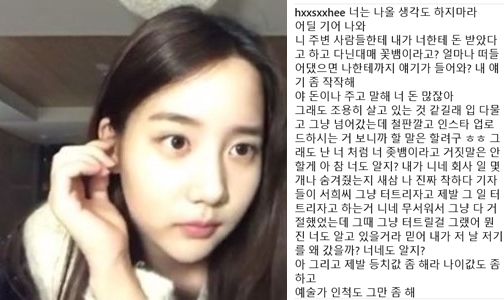 hxxsxxhee 너는 나올 생각도 하지마라
어딜 기어 나와
니 주변 사람들한테 내가 너한테 돈 받았다
고 하고 다닌대매 꽃뱀이라고? 얼마나 떠들
어댔으면 나한테까지 얘기가 들어와? 내 얘
기 좀 작작해
야 돈이나 주고 말해 너 돈 많잖아
그래도 조용히 살고 있는 것 같길래 입 다물
고 그냥 넘어갔는데 철판깔고 인스타 업로
드하시는 거 보니까 할 말은 할려구 ㅎㅎ 그
래도 난 너 처럼 너 좆뱀이라고 거짓말은 안
할게 아 참 너도 알지? 내가 니네 회사 일 몇
개나 숨겨줬는지 새삼 나 진짜 착하다 기자
들이 서희씨 그냥 터트리자고 제발 그 일 터
트리자고 하는거 니네 무서워서 그냥 다 거
절했었는데 그때 그냥 터트릴걸 그랬어 뭔
진 너도 알고 있을거라 믿어 내가 저 날 저기
를 왜 갔을까? 너네도 알지?
아 그리고 제발 등치값 좀 해라 나이값도 좀
하고
예술가 인척도 그만 좀 해